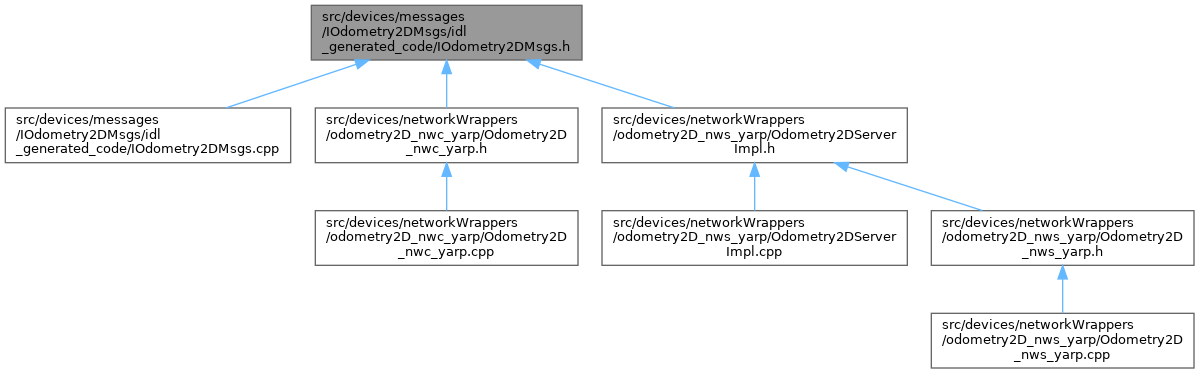 src/devices/messages
/IOdometry2DMsgs/idl
_generated_code/IOdometry2DMsgs.h
src/devices/messages
/IOdometry2DMsgs/idl
_generated_code/IOdometry2DMsgs.cpp
src/devices/networkWrappers
/odometry2D_nwc_yarp/Odometry2D
_nwc_yarp.h
src/devices/networkWrappers
/odometry2D_nws_yarp/Odometry2DServer
Impl.h
src/devices/networkWrappers
/odometry2D_nwc_yarp/Odometry2D
_nwc_yarp.cpp
src/devices/networkWrappers
/odometry2D_nws_yarp/Odometry2DServer
Impl.cpp
src/devices/networkWrappers
/odometry2D_nws_yarp/Odometry2D
_nws_yarp.h
src/devices/networkWrappers
/odometry2D_nws_yarp/Odometry2D
_nws_yarp.cpp